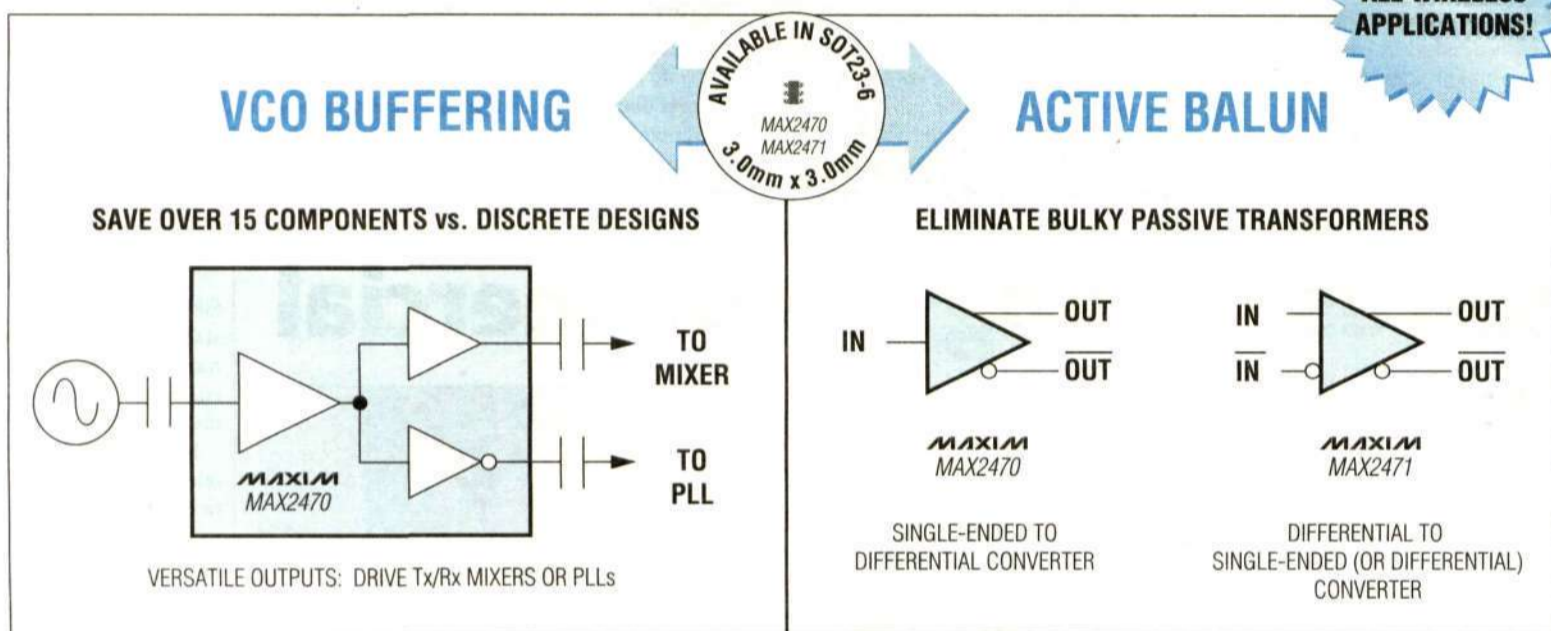 APPLICATIONS!
AVAILABLE IN SOT23-6
MAX2470
MAX2471
3.0mm x 3.0mm
VCO BUFFERING
SAVE OVER 15 COMPONENTS vs. DISCRETE DESIGNS
TO
MIXER
TO
PLL
MAXIM
MAX2470
VERSATILE OUTPUTS: DRIVE Tx/Rx MIXERS OR PLLs
ACTIVE BALUN
ELIMINATE BULKY PASSIVE TRANSFORMERS
IN
OUT
OUT
MAXIM
MAX2470
SINGLE-ENDED TO
DIFFERENTIAL CONVERTER
IN
IN
OUT
OUT
MAXIM
MAX2471
DIFFERENTIAL TO
SINGLE-ENDED (OR DIFFERENTIAL)
CONVERTER